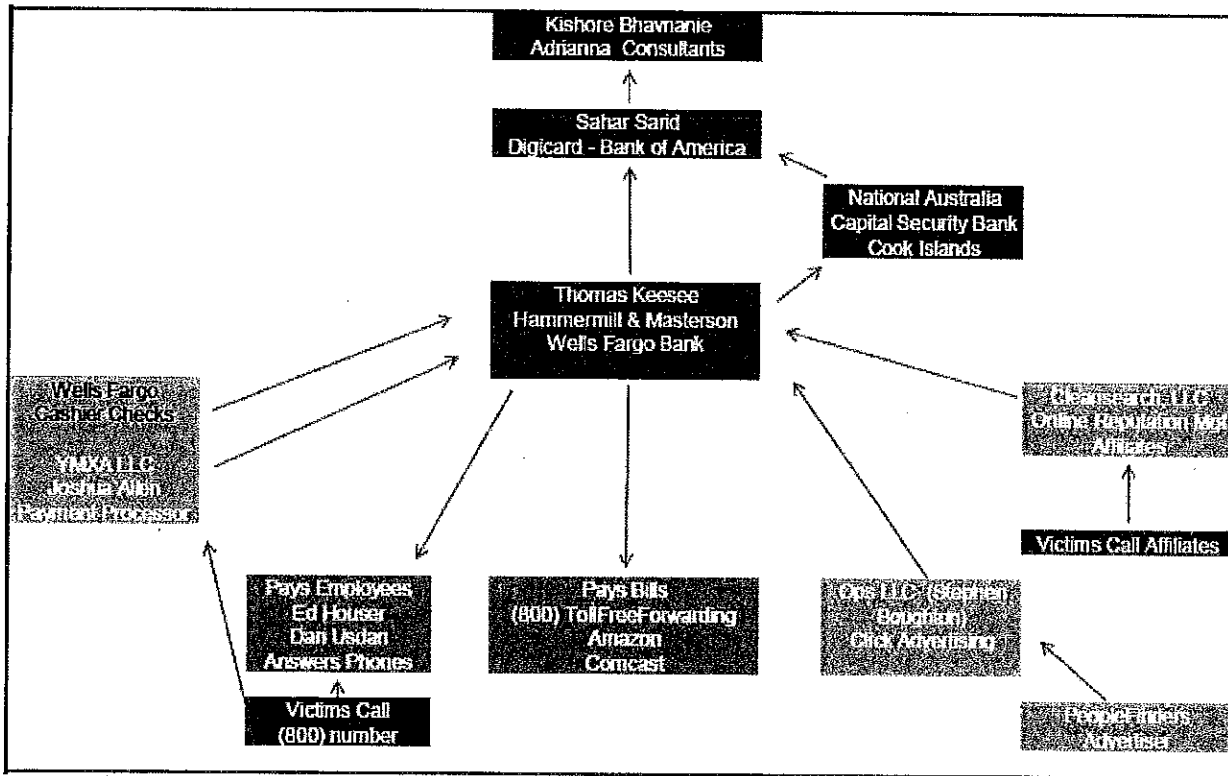 Kishore Bhavnanie
Adrianna Consultants
Sahar Sarid
Digicard - Bank of America
National Australia
Capital Security Bank
Cook Islands
Thomas Keesee
Hammermill & Masterson
Wells Fargo Bank
Wells Fargo
Cashier Checks
YMXA LLC
Joshua Allen
Payment Processor
Clearsearch, LLC
Online Reputation Mgt
Affiliates
Victims Call Affiliates
Pays Employees
Ed Houser
Dan Usdan
Answers Phones
Pays Bills
(800) TollFreeForwarding
Amazon
Comcast
Ops LLC (Stephen
Boughton)
Click Advertising
Victims Call
(800) number
PeopleFinders
Advertiser